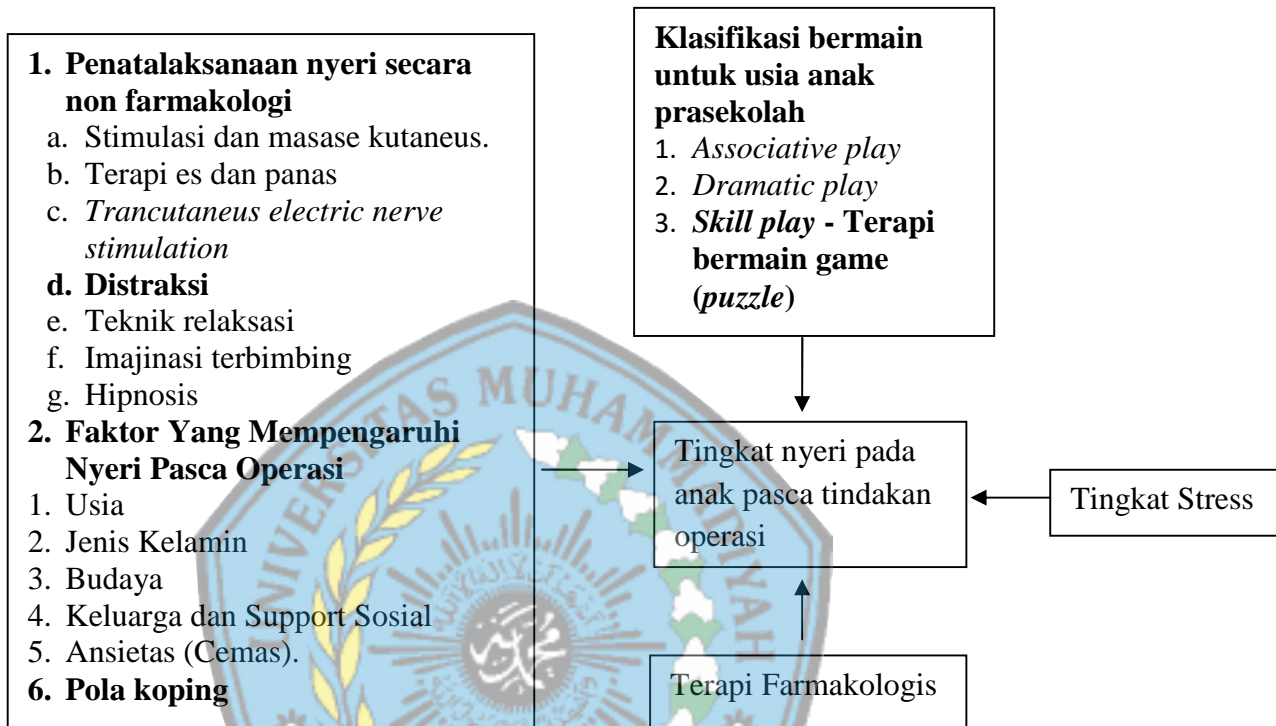 1. Penatalaksanaan nyeri secara
non farmakologi
a. Stimulasi dan masase kutaneus.
b. Terapi es dan panas
c. Trancutaneus electric nerve
stimulation
d. Distraksi
e. Teknik relaksasi
f. Imajinasi terbimbing
g. Hipnosis
2. Faktor Yang Mempengaruhi
Nyeri Pasca Operasi
1. Usia
2. Jenis Kelamin
3. Budaya
4. Keluarga dan Support Sosial
5. Ansietas (Cemas).
6. Pola koping
Klasifikasi bermain
untuk usia anak
prasekolah
1. Associative play
2. Dramatic play
3. Skill play - Terapi
bermain game
(puzzle)
Tingkat nyeri pada
anak pasca tindakan
operasi
Tingkat Stress
Terapi Farmakologis
UNIVERSITAS MUHAMMADIYAH